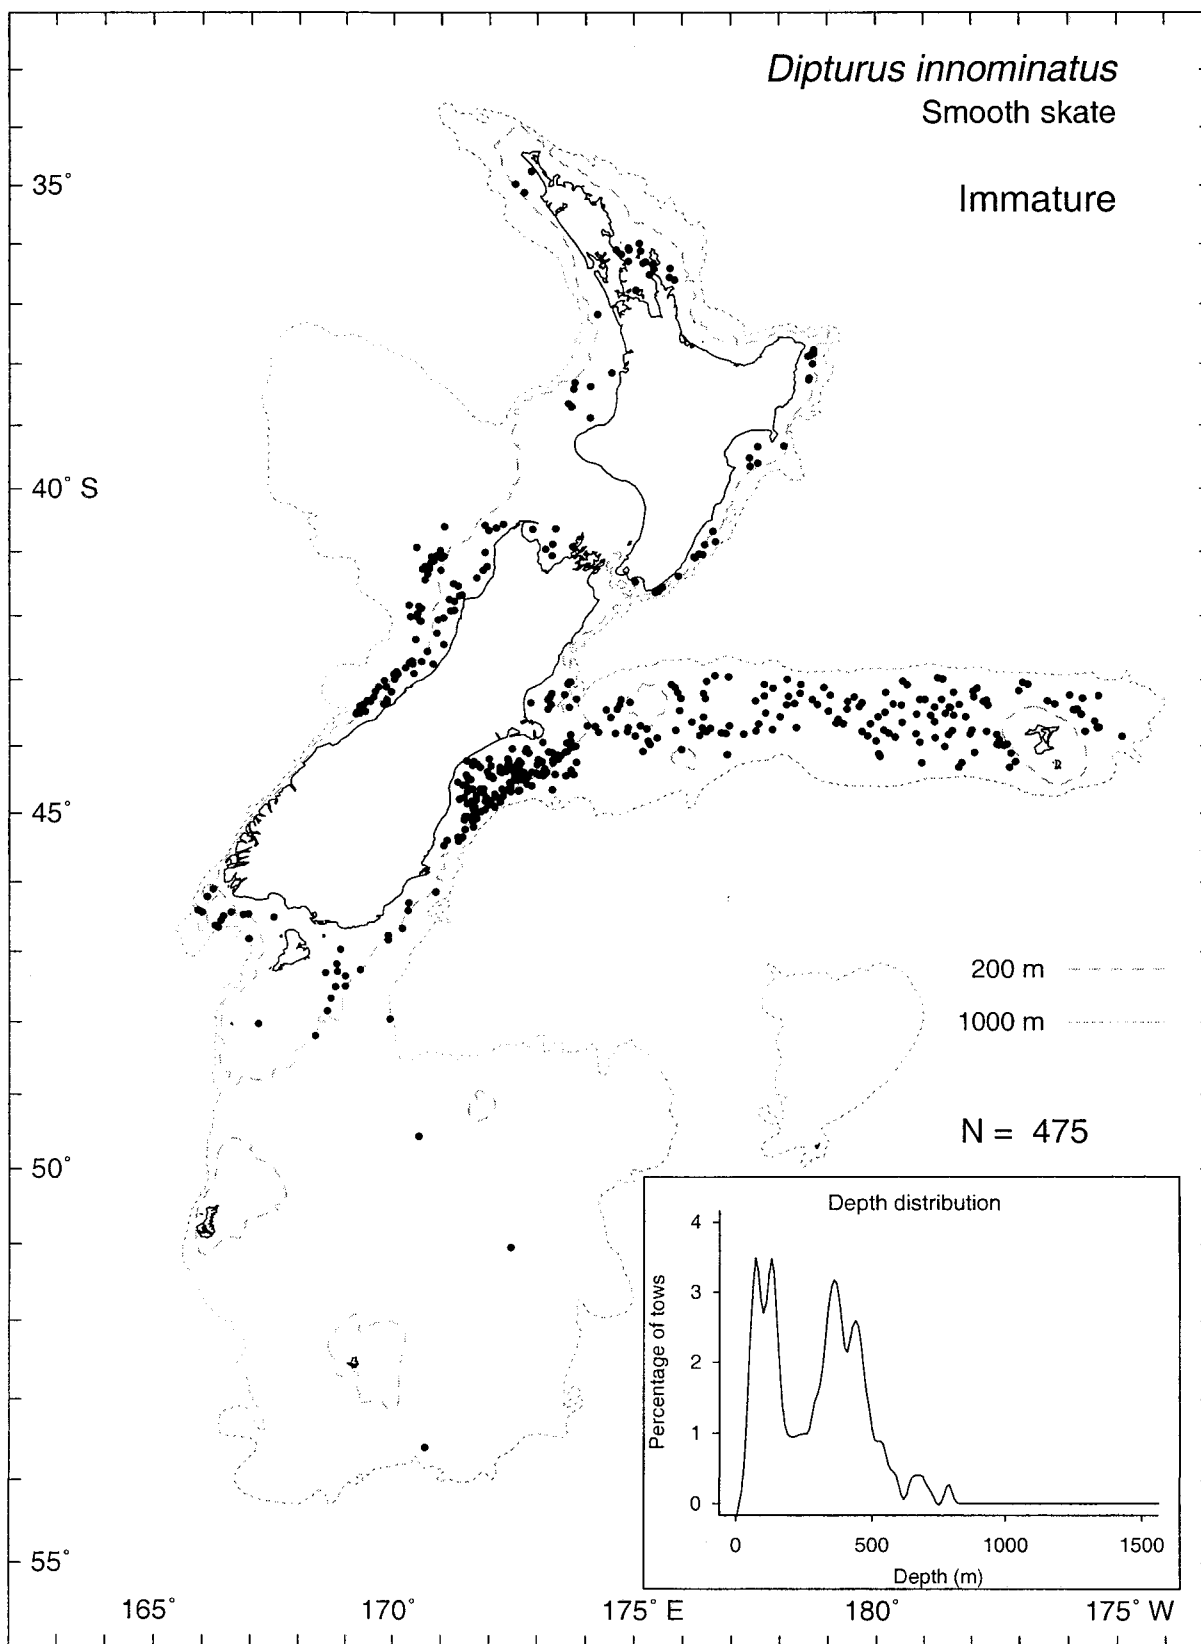 Dipturus innominatus
Smooth skate
Immature
35°
40° S
45°
200 m
1000 m
N = 475
50°
Depth distribution
4
3
2
1
0
Percentage of tows
0 500 1000 1500
Depth (m)
55°
165° 170° 175° E 180° 175° W